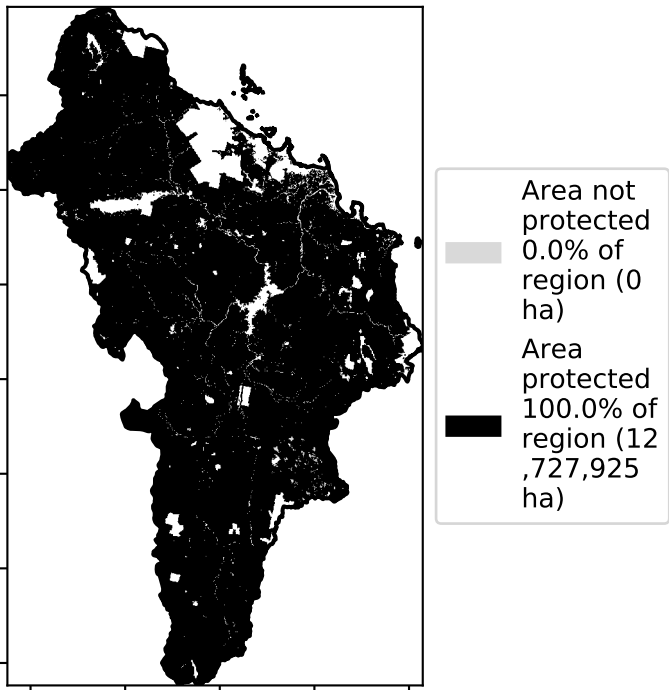 Area not
protected
0.0% of
region (0
ha)
Area
protected
100.0% of
region (12
,727,925
ha)